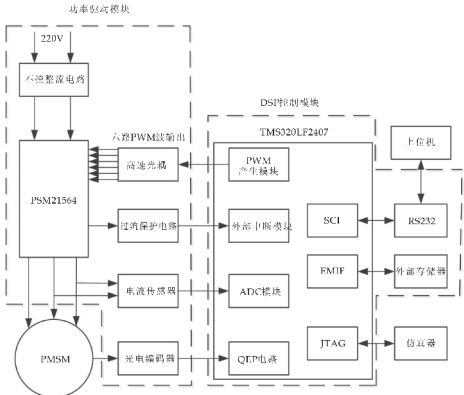 功率驱动模块
220V
不控整流电路
DSP控制模块
六路PWM波输出
TMS320LF2407
上位机
高速光耦
PWM
产生模块
PSM21564
过流保护电路
外部中断模块
SCI
RS232
电流传感器
ADC模块
EMIF
外部存储器
PMSM
光电编码器
QEP电路
JTAG
仿真器